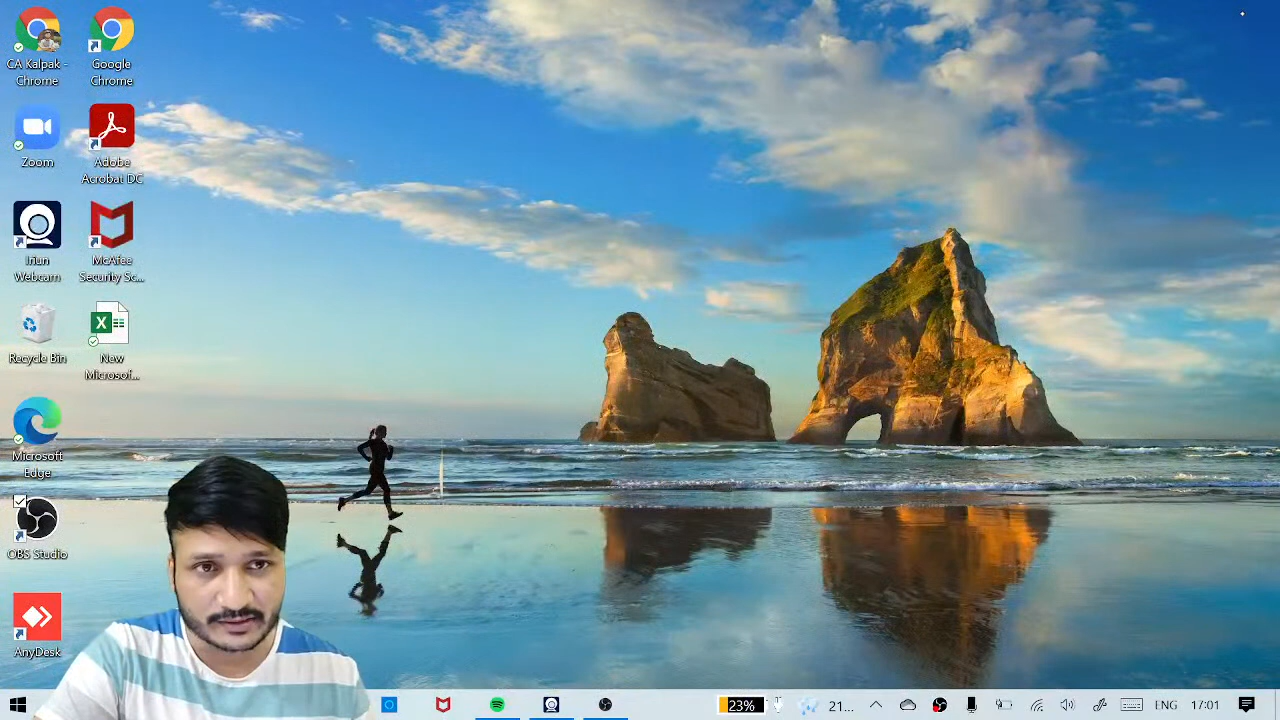 CA Kalpak -
Chrome
Google
Chrome
Zoom
Adobe
Acrobat DC
Iriun
Webcam
McAfee
Security Sc...
Recycle Bin
New
Microsof...
Microsoft
Edge
OBS Studio
AnyDesk
23%
21...
ENG
17:01